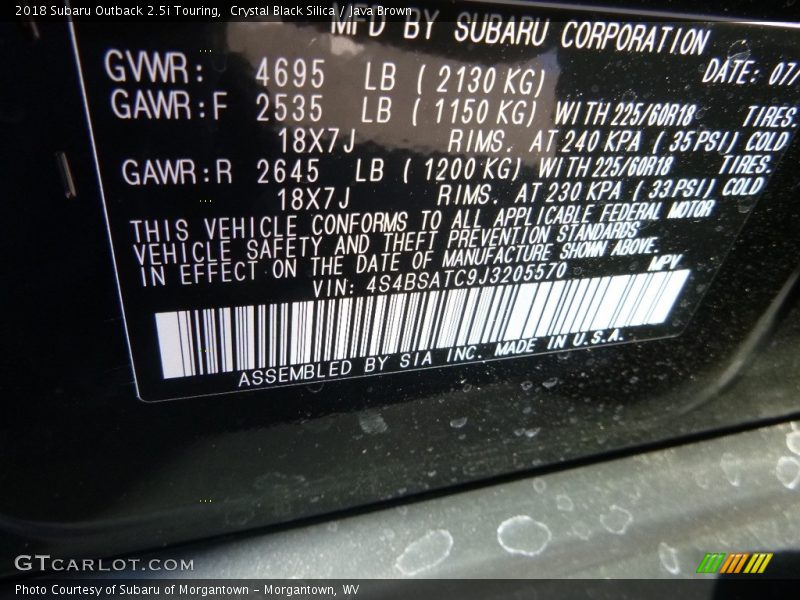 2018 Subaru Outback 2.5i Touring,  Crystal Black Silica / Java Brown
MFD BY SUBARU CORPORATION
GVWR: 4695 LB ( 2130 KG) DATE: 07/
GAWR:F 2535 LB ( 1150 KG) WITH 225/60R18 TIRES.
18X7J RIMS. AT 240 KPA ( 35 PSI) COLD
GAWR:R 2645 LB ( 1200 KG) WITH 225/60R18 TIRES.
18X7J RIMS. AT 230 KPA ( 33 PSI) COLD
THIS VEHICLE CONFORMS TO ALL APPLICABLE FEDERAL MOTOR
VEHICLE SAFETY AND THEFT PREVENTION STANDARDS
IN EFFECT ON THE DATE OF MANUFACTURE SHOWN ABOVE.
VIN: 4S4BSATC9J3205570 MPV
ASSEMBLED BY SIA INC. MADE IN U.S.A.
GTCARLOT.COM
Photo Courtesy of Subaru of Morgantown - Morgantown, WV